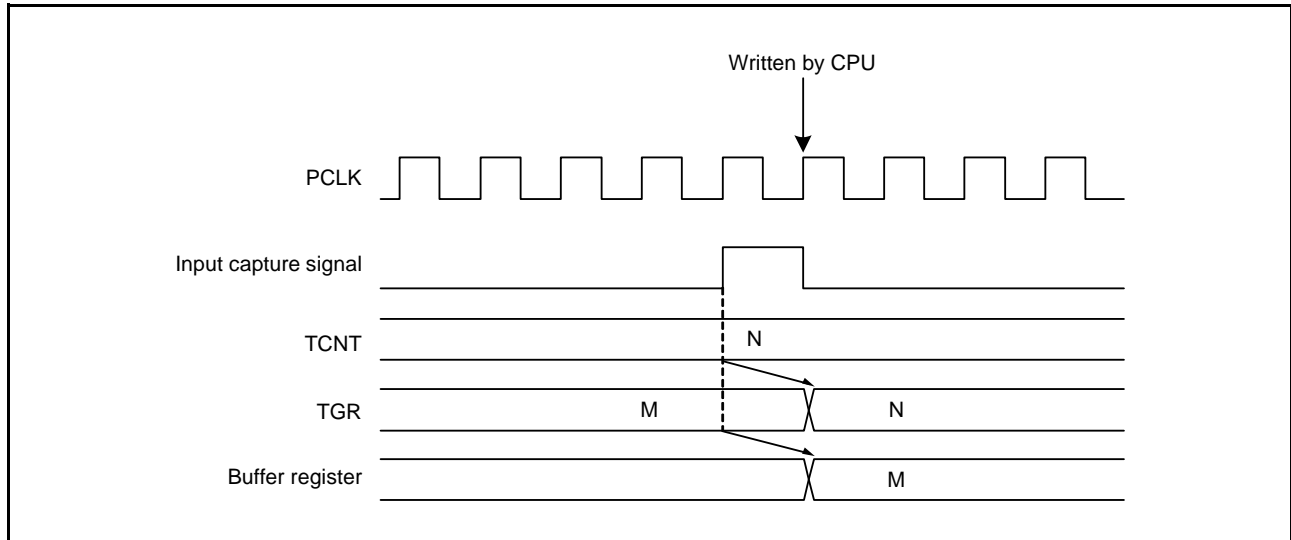 Written by CPU
PCLK
Input capture signal
TCNT
N
TGR
M
N
Buffer register
M